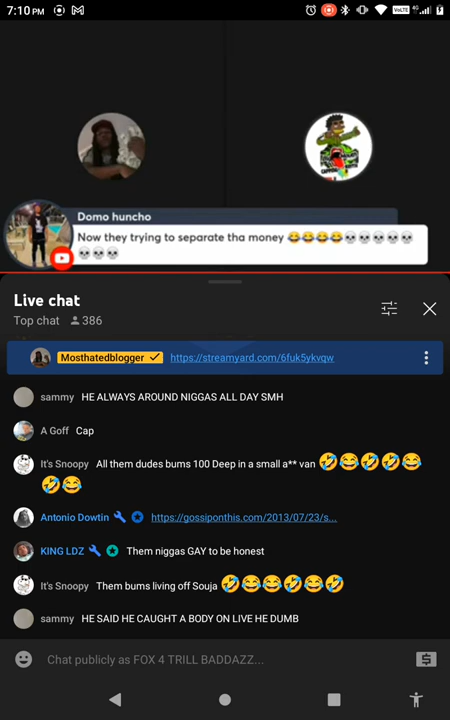 7:10 PM
VoLTE 4G
Domo huncho
Now they trying to separate tha money 😂😂😂😂💀💀💀💀💀
💀💀💀
Live chat
Top chat 386
Mosthatedblogger https://streamyard.com/6fuk5ykvqw
sammy HE ALWAYS AROUND NIGGAS ALL DAY SMH
A Goff Cap
It's Snoopy All them dudes bums 100 Deep in a small a** van 🤣😂🤣🤣😂
🤣😂
Antonio Dowtin https://gossiponthis.com/2013/07/23/s...
KING LDZ Them niggas GAY to be honest
It's Snoopy Them bums living off Souja 🤣😂😂🤣😂🤣
sammy HE SAID HE CAUGHT A BODY ON LIVE HE DUMB
Chat publicly as FOX 4 TRILL BADDAZZ...